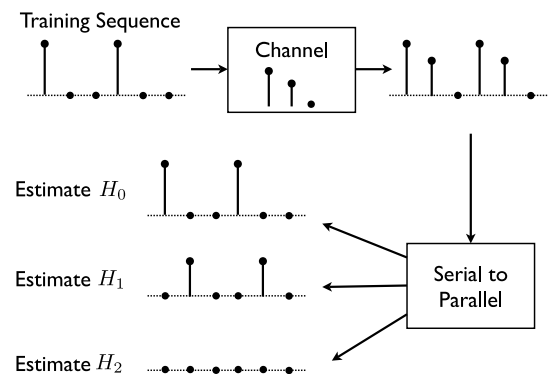 Training Sequence
Channel
Estimate H₀
Estimate H₁
Serial to
Parallel
Estimate H₂